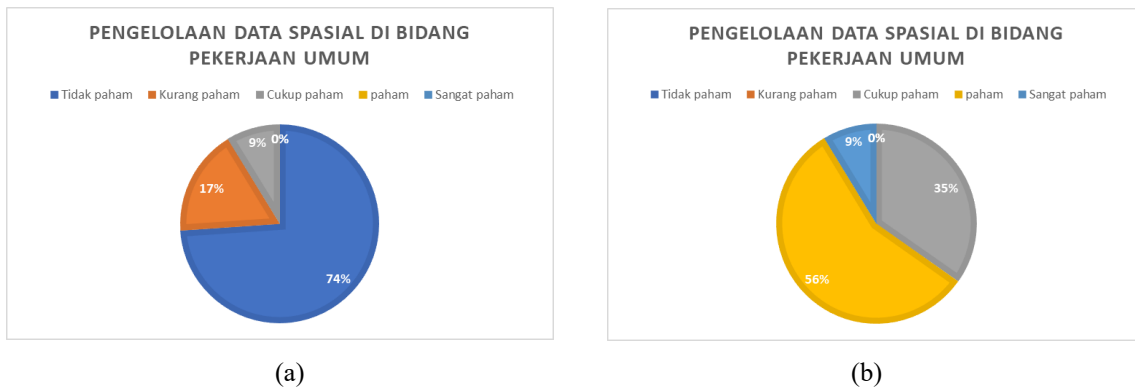 PENGELOLAAN DATA SPASIAL DI BIDANG
PEKERJAAN UMUM
Tidak paham Kurang paham Cukup paham paham Sangat paham
9% 0%
17%
74%
(a)
PENGELOLAAN DATA SPASIAL DI BIDANG
PEKERJAAN UMUM
Tidak paham Kurang paham Cukup paham paham Sangat paham
9% 0%
35%
56%
(b)